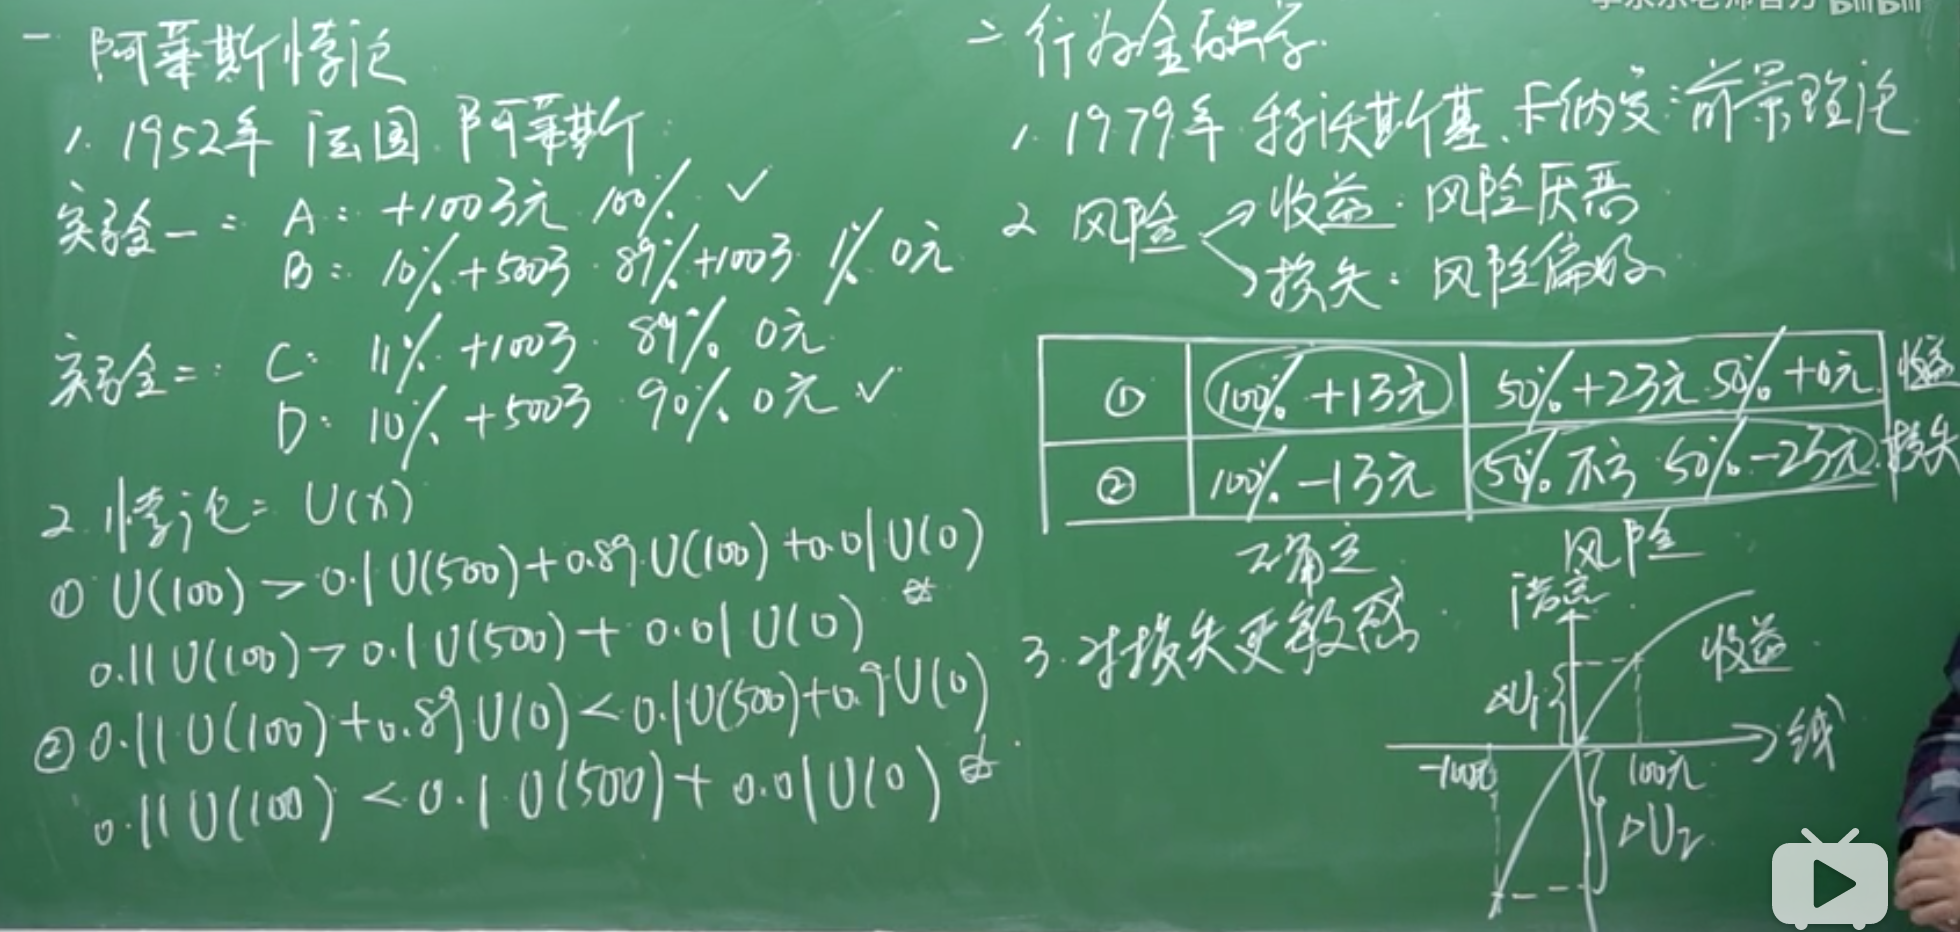 一 阿莱斯悖论
1. 1952年 法国 阿莱斯
实验一: A: +100万元 100% ✓
B: 10% +500万 89% +100万 1% 0元
实验二: C: 11% +100万 89% 0元
D: 10% +500万 90% 0元 ✓
2. 悖论: U(x)
① U(100) > 0.1U(500)+0.89U(100)+0.01U(0)
0.11U(100) > 0.1U(500)+0.01U(0)
② 0.11U(100)+0.89U(0) < 0.1U(500)+0.9U(0)
0.11U(100) < 0.1U(500)+0.01U(0)
二 行为金融学
1. 1979年 特沃斯基、卡纳曼: 前景理论
2 风险 收益: 风险厌恶
损失: 风险偏好
① 100% +1万元 50% +2万元 50% +0元 收益
② 100% -1万元 50% 不亏 50% -2万元 损失
风险
3. 对损失更敏感
收益
ΔU1
钱
-100元 100元
ΔU2
bilibili